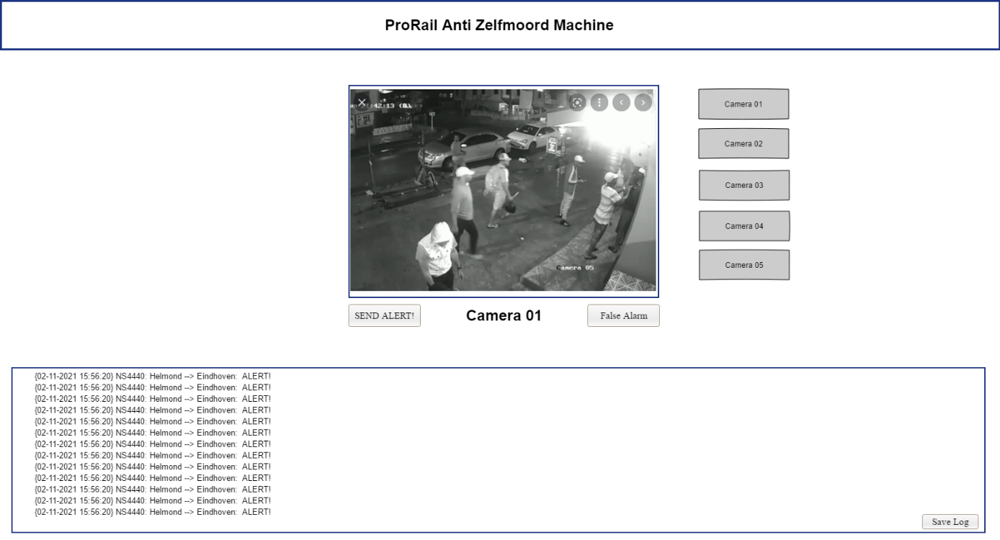 ProRail Anti Zelfmoord Machine
:42:13
Camera 01
Camera 02
Camera 03
Camera 04
Camera 05
amera 05
SEND ALERT!
Camera 01
False Alarm
{02-11-2021 15:56:20} NS4440: Helmond --> Eindhoven: ALERT!
{02-11-2021 15:56:20} NS4440: Helmond --> Eindhoven: ALERT!
{02-11-2021 15:56:20} NS4440: Helmond --> Eindhoven: ALERT!
{02-11-2021 15:56:20} NS4440: Helmond --> Eindhoven: ALERT!
{02-11-2021 15:56:20} NS4440: Helmond --> Eindhoven: ALERT!
{02-11-2021 15:56:20} NS4440: Helmond --> Eindhoven: ALERT!
{02-11-2021 15:56:20} NS4440: Helmond --> Eindhoven: ALERT!
{02-11-2021 15:56:20} NS4440: Helmond --> Eindhoven: ALERT!
{02-11-2021 15:56:20} NS4440: Helmond --> Eindhoven: ALERT!
{02-11-2021 15:56:20} NS4440: Helmond --> Eindhoven: ALERT!
{02-11-2021 15:56:20} NS4440: Helmond --> Eindhoven: ALERT!
{02-11-2021 15:56:20} NS4440: Helmond --> Eindhoven: ALERT!
{02-11-2021 15:56:20} NS4440: Helmond --> Eindhoven: ALERT!
Save Log